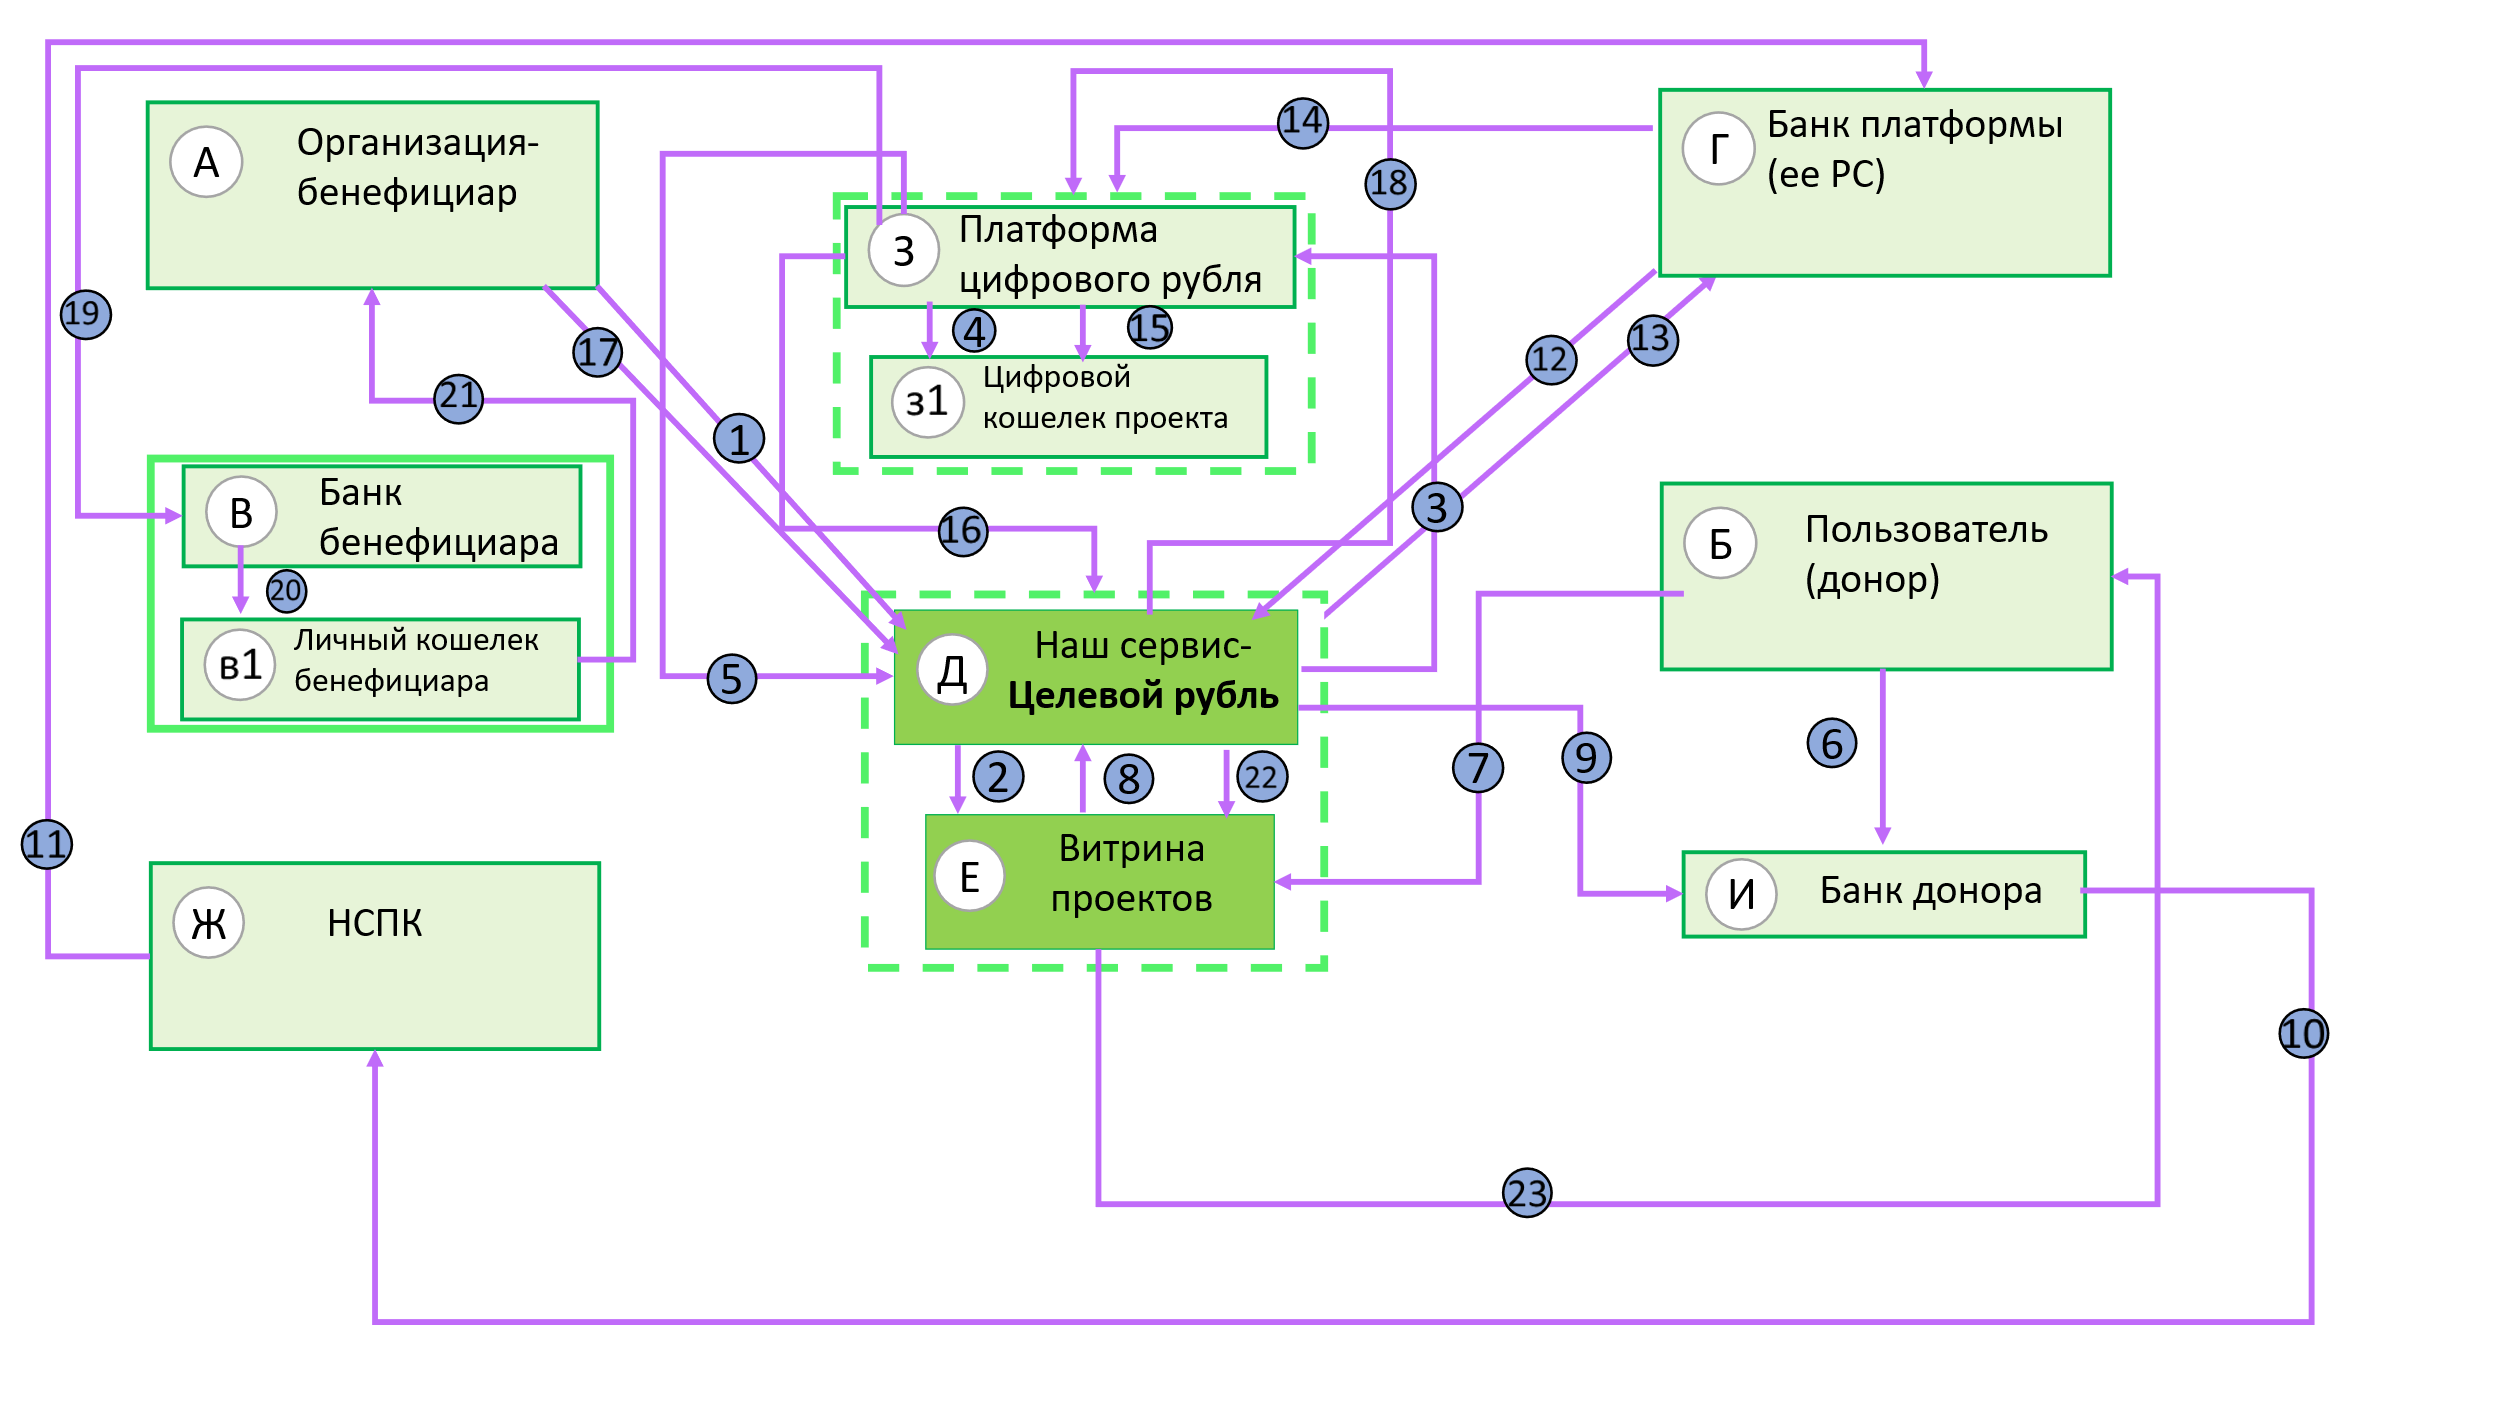 14
18
А
Организация-
бенефициар
Г
Банк платформы
(ее РС)
З
Платформа
цифрового рубля
19
17
4
15
12
13
21
1
з1
Цифровой
кошелек проекта
В
Банк
бенефициара
16
3
Б
Пользователь
(донор)
20
в1
Личный кошелек
бенефициара
5
Д
Наш сервис-
Целевой рубль
2
8
22
7
9
6
11
Ж
НСПК
Е
Витрина
проектов
И
Банк донора
10
23